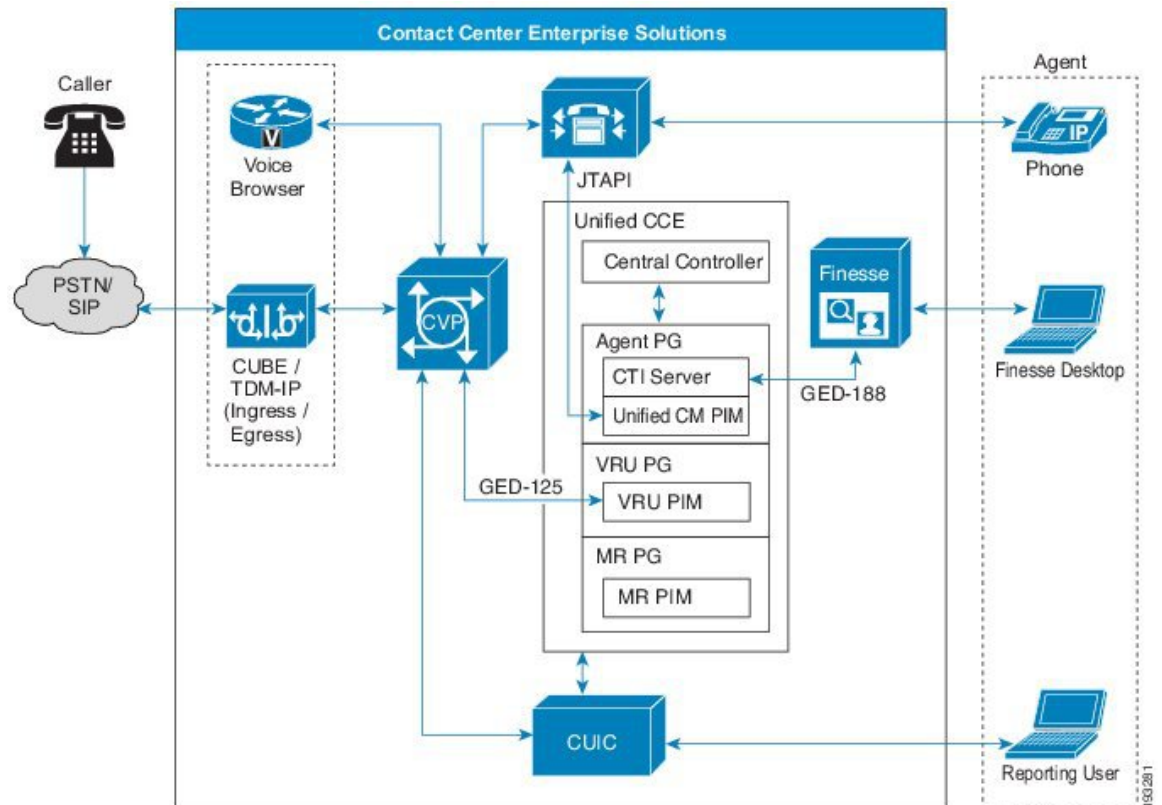 Contact Center Enterprise Solutions
Caller
Agent
V
Voice
Browser
IP
Phone
JTAPI
Unified CCE
Central Controller
PSTN/
SIP
CVP
Finesse
CUBE /
TDM-IP
(Ingress /
Egress)
Agent PG
CTI Server
Unified CM PIM
GED-188
Finesse Desktop
GED-125
VRU PG
VRU PIM
MR PG
MR PIM
CUIC
Reporting User